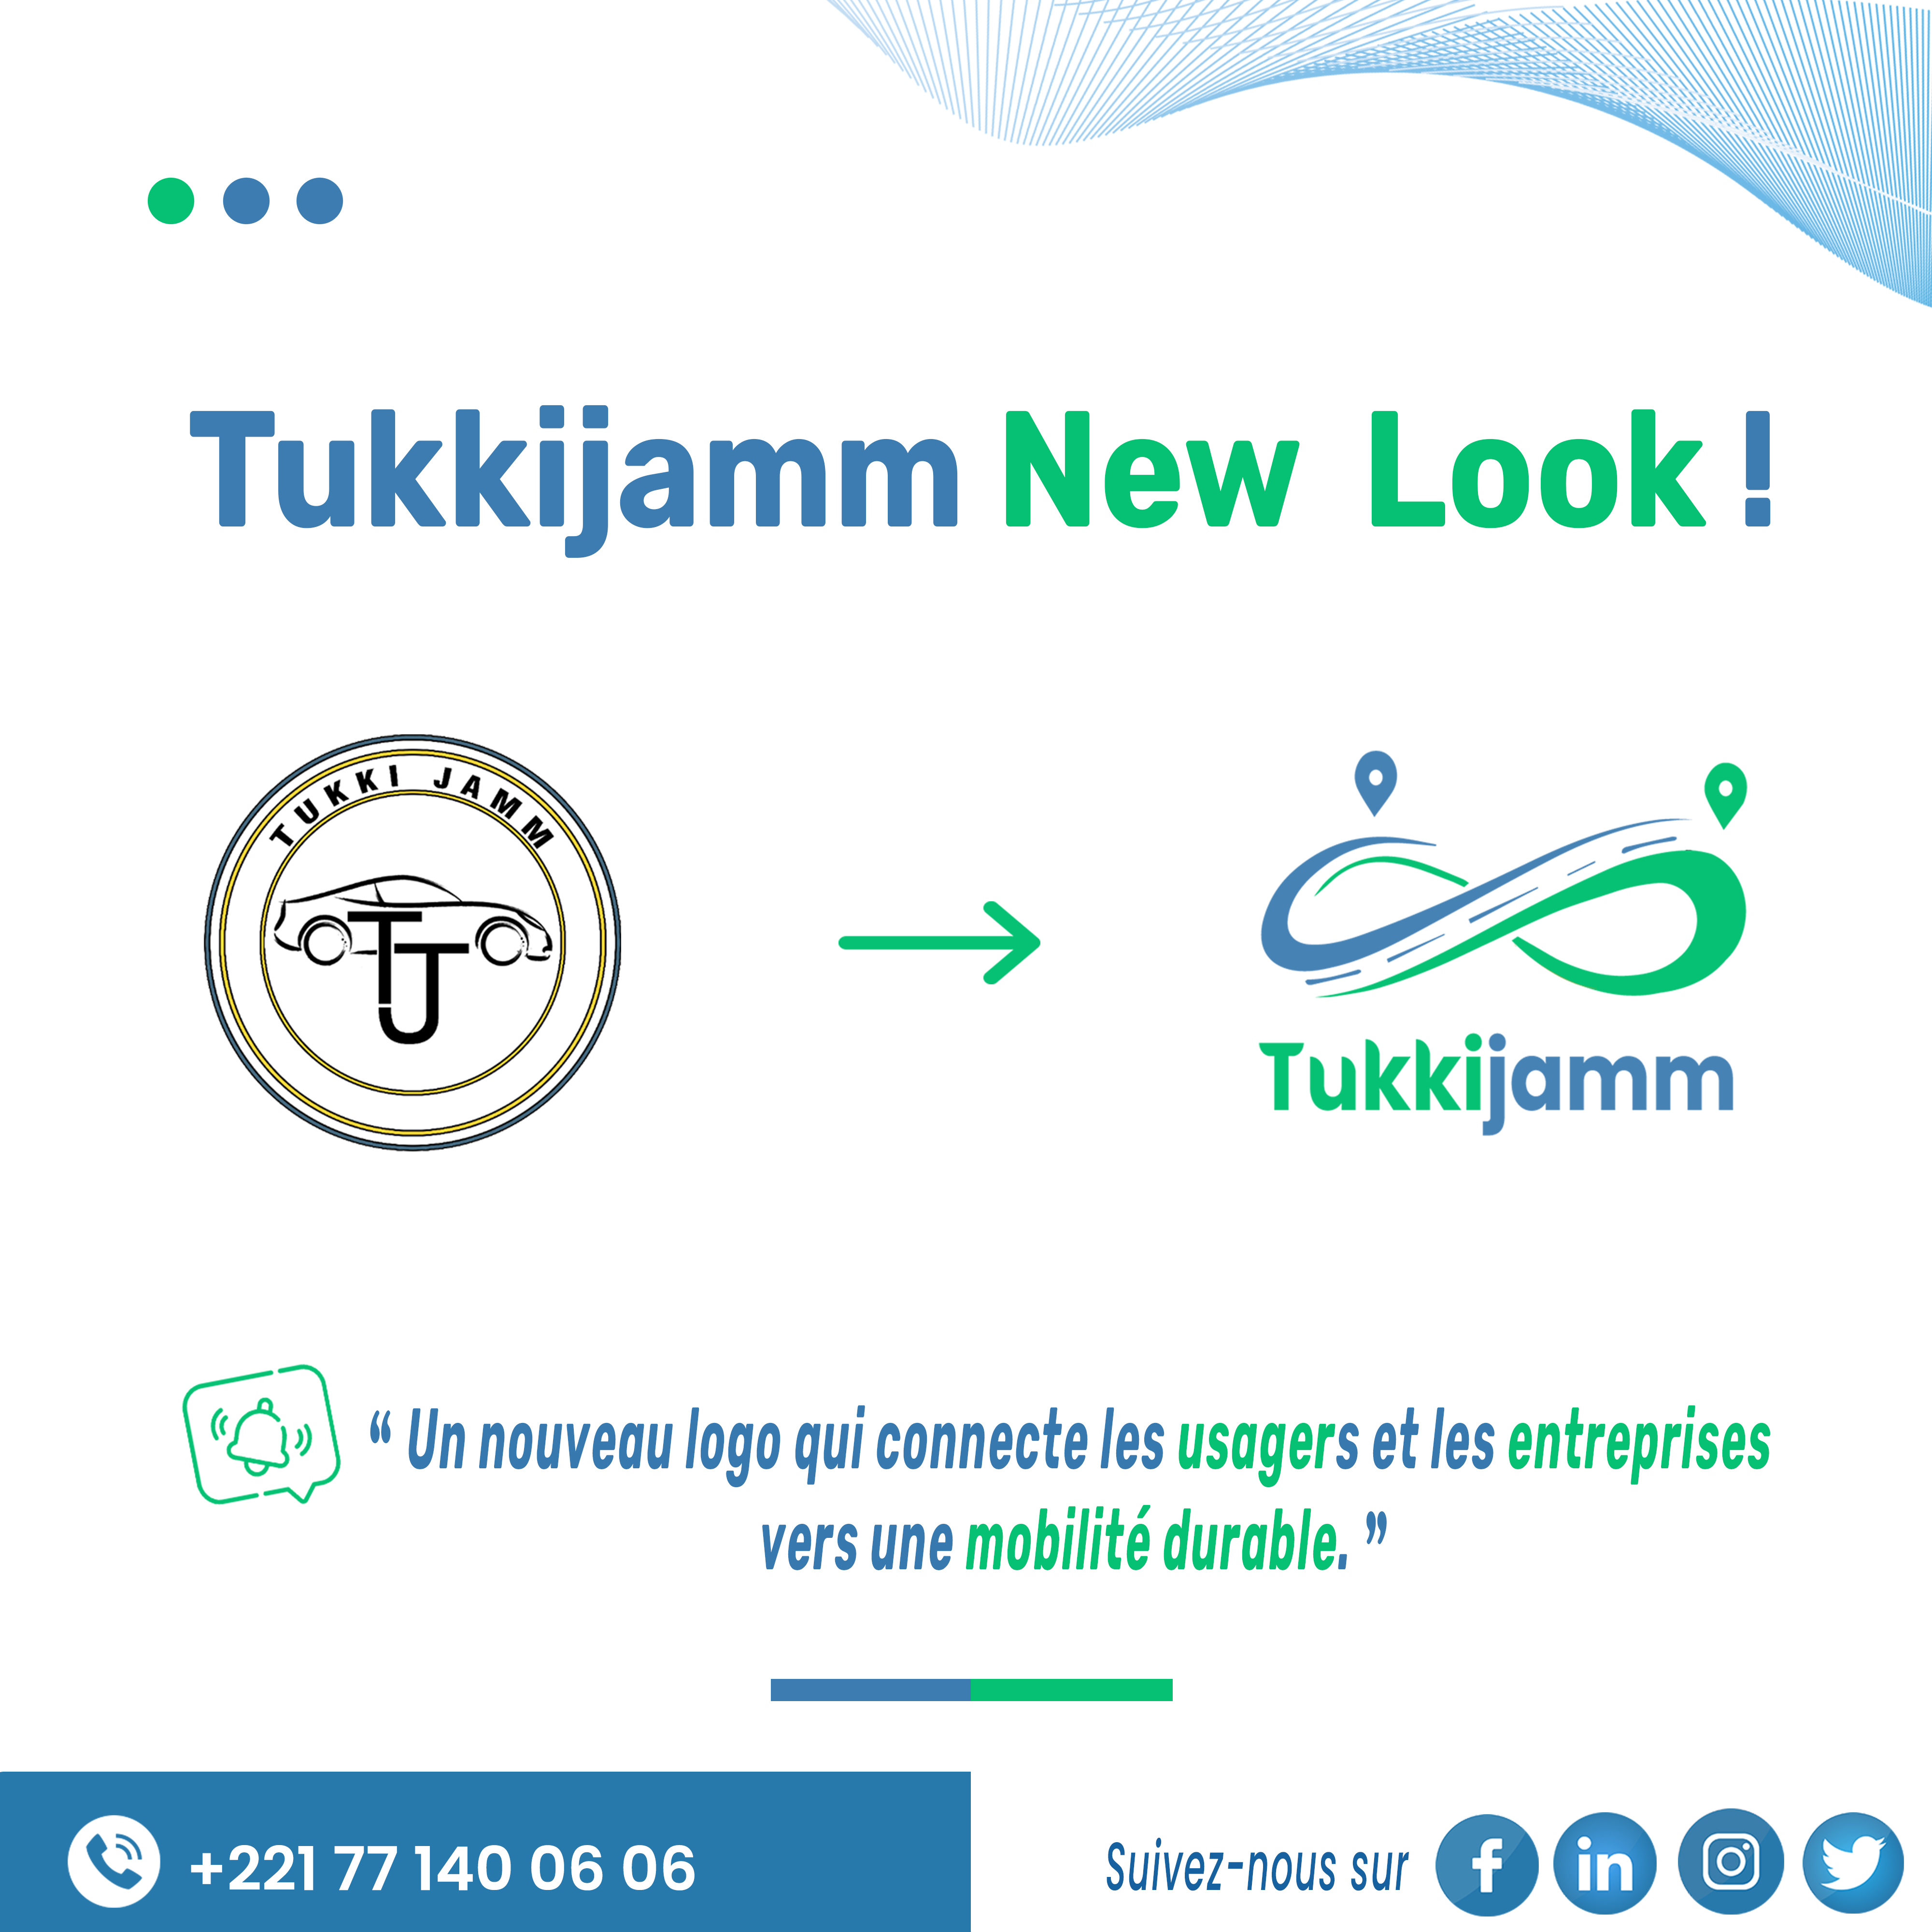 Tukkijamm New Look !
TUKKI JAMM
TJ
Tukkijamm
“ Un nouveau logo qui connecte les usagers et les entreprises
vers une mobilité durable. ”
+221 77 140 06 06
Suivez-nous sur